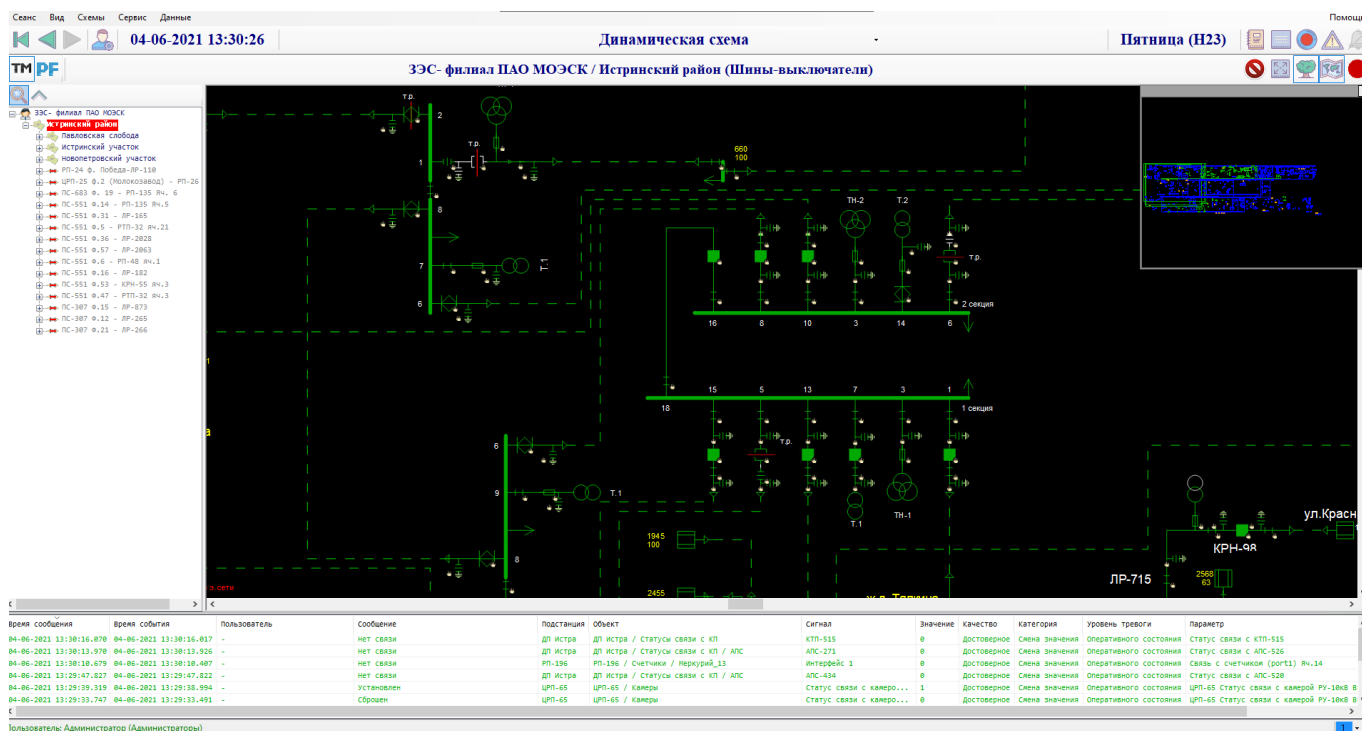 Сеанс Вид Схемы Сервис Данные Помощь
04-06-2021 13:30:26 Динамическая схема Пятница (Н23)
TM PF ЗЭС- филиал ПАО МОЭСК / Истринский район (Шины-выключатели)
ЗЭС- филиал ПАО МОЭСК
Истринский район
Павловская слобода
Истринский участок
Новопетровский участок
РП-24 ф. Победа-ЛР-110
ЦРП-25 ф.2 (Молокозавод) - РП-26
ПС-683 Ф. 19 - РП-135 Яч. 6
ПС-551 Ф.14 - РП-135 Яч.5
ПС-551 Ф.31 - ЛР-165
ПС-551 Ф.5 - РТП-32 яч.21
ПС-551 Ф.36 - ЛР-2028
ПС-551 Ф.57 - ЛР-2063
ПС-551 Ф.6 - РП-48 яч.1
ПС-551 Ф.16 - ЛР-182
ПС-551 Ф.53 - КРН-55 яч.3
ПС-551 Ф.47 - РТП-32 яч.3
ПС-307 Ф.15 - ЛР-873
ПС-307 Ф.12 - ЛР-265
ПС-307 Ф.21 - ЛР-266
т.р.
2
т.р.
1
660
100
8
7
Т.1
6
ТН-2 Т.2
т.р.
2 секция
16 8 10 3 14 6
15 5 13 7 3 1
18 1 секция
т.р.
Т.1
ТН-1
6
9
Т.1
8
1945
100
2455
ул.Красн
КРН-98
ЛР-715
2568
63
Время сообщения Время события Пользователь Сообщение Подстанция Объект Сигнал Значение Качество Категория Уровень тревоги Параметр
04-06-2021 13:30:16.070 04-06-2021 13:30:16.017 - Нет связи ДП Истра ДП Истра / Статусы связи с КП КТП-515 0 Достоверное Смена значения Оперативного состояния Статус связи с КТП-515
04-06-2021 13:30:13.970 04-06-2021 13:30:13.926 - Нет связи ДП Истра ДП Истра / Статусы связи с КП / АПС АПС-271 0 Достоверное Смена значения Оперативного состояния Статус связи с АПС-526
04-06-2021 13:30:10.679 04-06-2021 13:30:10.407 - Нет связи РП-196 РП-196 / Счетчики / Меркурий_13 Интерфейс 1 0 Достоверное Смена значения Оперативного состояния Связь с счетчиком (port1) Яч.14
04-06-2021 13:29:47.827 04-06-2021 13:29:47.822 - Нет связи ДП Истра ДП Истра / Статусы связи с КП / АПС АПС-434 0 Достоверное Смена значения Оперативного состояния Статус связи с АПС-520
04-06-2021 13:29:39.319 04-06-2021 13:29:38.994 - Установлен ЦРП-65 ЦРП-65 / Камеры Статус связи с камеро... 1 Достоверное Смена значения Оперативного состояния ЦРП-65 Статус связи с камерой РУ-10кВ В
04-06-2021 13:29:33.747 04-06-2021 13:29:33.491 - Сброшен ЦРП-65 ЦРП-65 / Камеры Статус связи с камеро... 0 Достоверное Смена значения Оперативного состояния ЦРП-65 Статус связи с камерой РУ-10кВ В
Пользователь: Администратор (Администраторы) 1